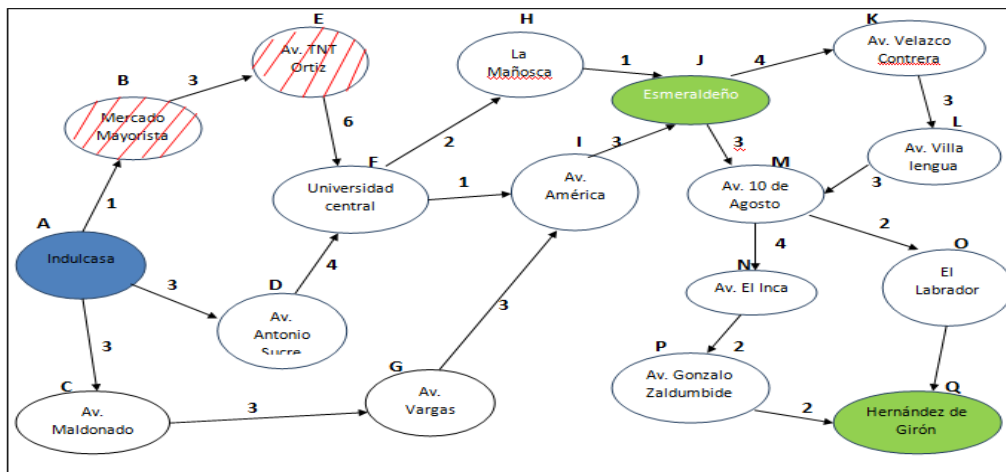 E
Av. TNT
Ortiz
H
La
Mañosca
K
Av. Velazco
Contrera
B
3
Mercado
Mayorista
1
J
4
Esmeraldeño
6
2
3
I
3
3
L
Av. Villa
lengua
F
Universidad
central
1
Av.
América
M
Av. 10 de
Agosto
3
1
A
Indulcasa
4
2
4
O
El
Labrador
3
D
Av.
Antonio
Sucre
3
N
Av. El Inca
3
P
2
Av. Gonzalo
Zaldumbide
C
Av.
Maldonado
3
G
Av.
Vargas
2
Q
Hernández de
Girón